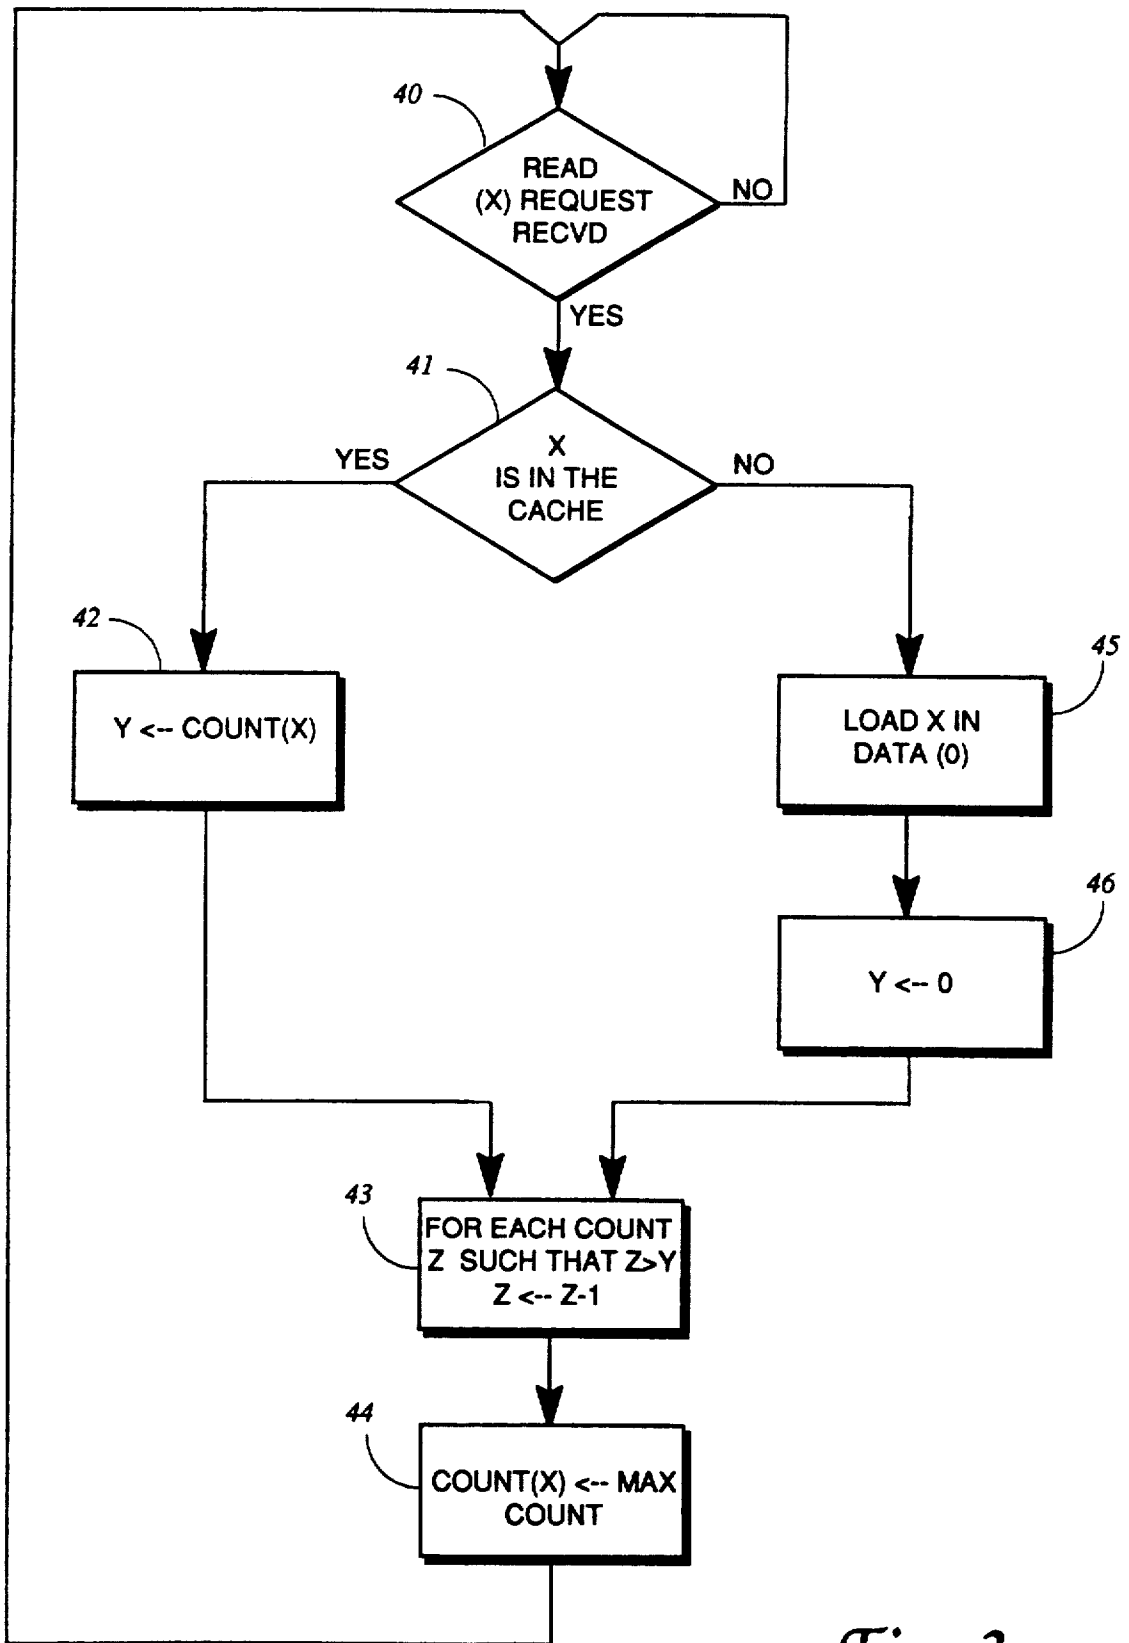 40
READ
(X) REQUEST
RECVD
NO
YES
41
X
IS IN THE
CACHE
YES
NO
42
Y <-- COUNT(X)
45
LOAD X IN
DATA (0)
46
Y <-- 0
43
FOR EACH COUNT
Z SUCH THAT Z>Y
Z <-- Z-1
44
COUNT(X) <-- MAX
COUNT